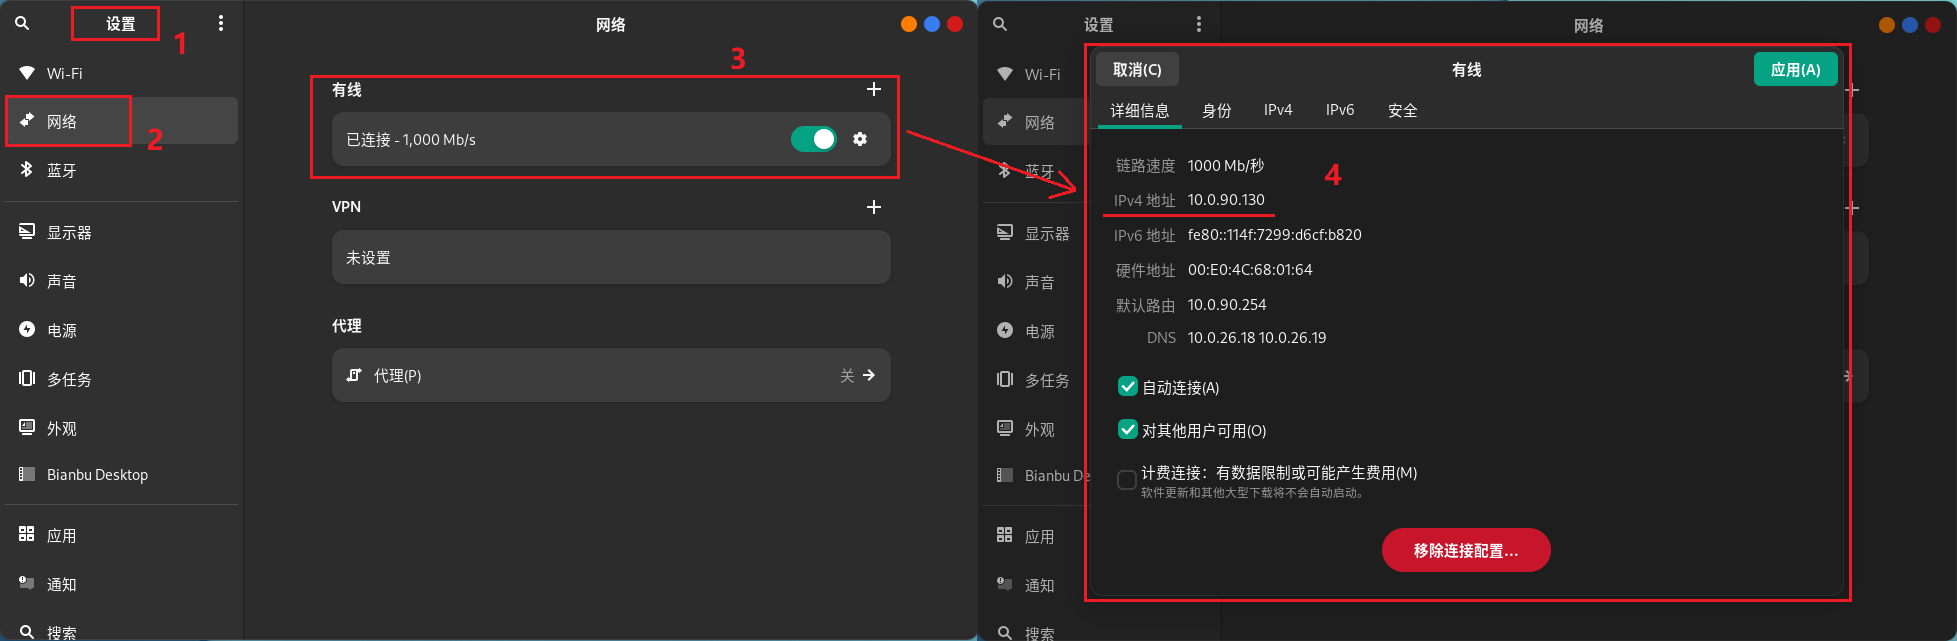 设置
1
网络
Wi-Fi
网络
2
蓝牙
显示器
声音
电源
多任务
外观
Bianbu Desktop
应用
通知
搜索
3
有线
已连接 - 1,000 Mb/s
VPN
未设置
代理
代理(P)
关
设置
网络
Wi-Fi
网络
蓝牙
显示器
声音
电源
多任务
外观
Bianbu De
应用
通知
搜索
取消(C)
有线
应用(A)
详细信息
身份
IPv4
IPv6
安全
链路速度 1000 Mb/秒
4
IPv4 地址 10.0.90.130
IPv6 地址 fe80::114f:7299:d6cf:b820
硬件地址 00:E0:4C:68:01:64
默认路由 10.0.90.254
DNS 10.0.26.18 10.0.26.19
自动连接(A)
对其他用户可用(O)
计费连接：有数据限制或可能产生费用(M)
软件更新和其他大型下载将不会自动启动。
移除连接配置...